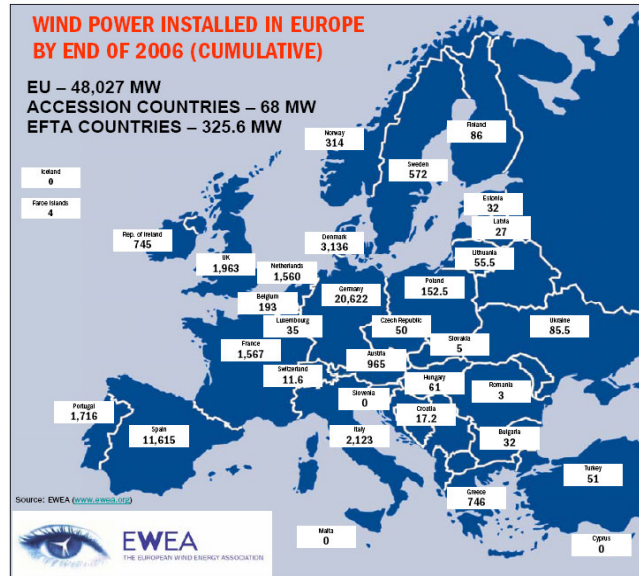 WIND POWER INSTALLED IN EUROPE
BY END OF 2006 (CUMULATIVE)
EU – 48,027 MW
ACCESSION COUNTRIES – 68 MW
EFTA COUNTRIES – 325.6 MW
Norway
314
Finland
86
Iceland
0
Sweden
572
Faroe Islands
4
Estonia
32
Latvia
27
Rep. of Ireland
745
Denmark
3,136
Lithuania
55.5
UK
1,963
Netherlands
1,560
Germany
20,622
Poland
152.5
Belgium
193
Luxembourg
35
Czech Republic
50
Ukraine
85.5
Slovakia
5
France
1,567
Austria
965
Switzerland
11.6
Hungary
61
Romania
3
Slovenia
0
Croatia
17.2
Portugal
1,716
Spain
11,615
Italy
2,123
Bulgaria
32
Turkey
51
Greece
746
Source: EWEA (www.ewea.org)
Malta
0
Cyprus
0
EWEA
THE EUROPEAN WIND ENERGY ASSOCIATION